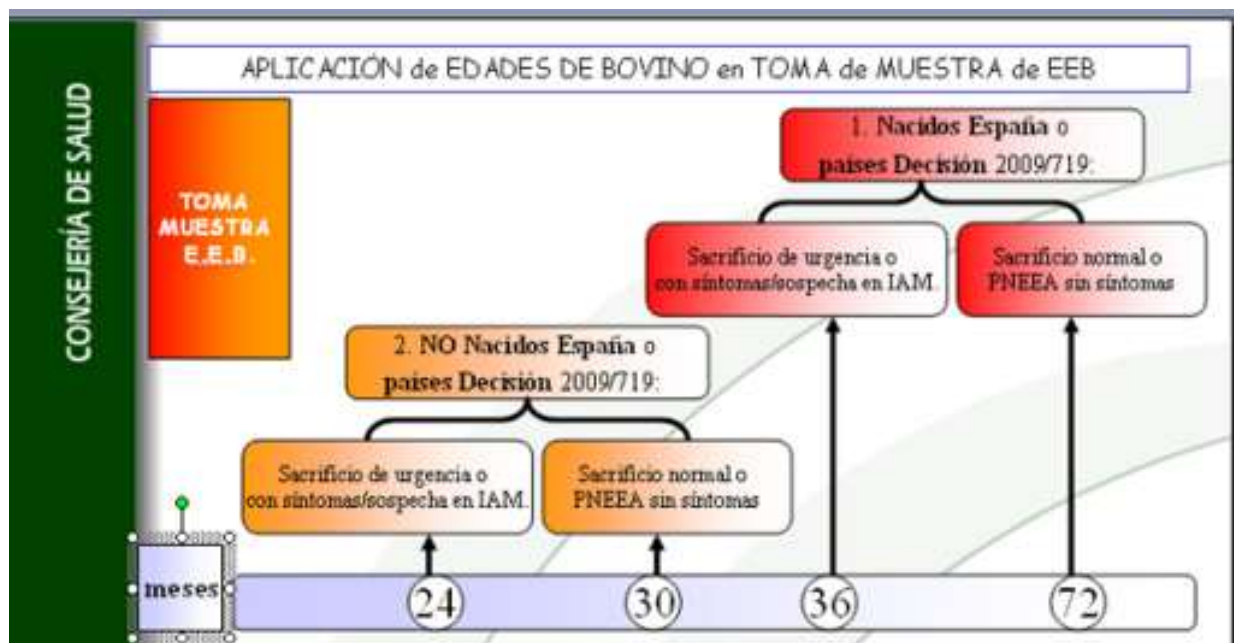 APLICACIÓN de EDADES DE BOVINO en TOMA de MUESTRA de EEB
CONSEJERÍA DE SALUD
TOMA
MUESTRA
E.E.B.
1. Nacidos España o
países Decisión 2009/719:
Sacrificio de urgencia o
con síntomas/sospecha en IAM.
Sacrificio normal o
PNEEA sin síntomas
2. NO Nacidos España o
países Decisión 2009/719:
Sacrificio de urgencia o
con síntomas/sospecha en IAM.
Sacrificio normal o
PNEEA sin síntomas
meses
24
30
36
72